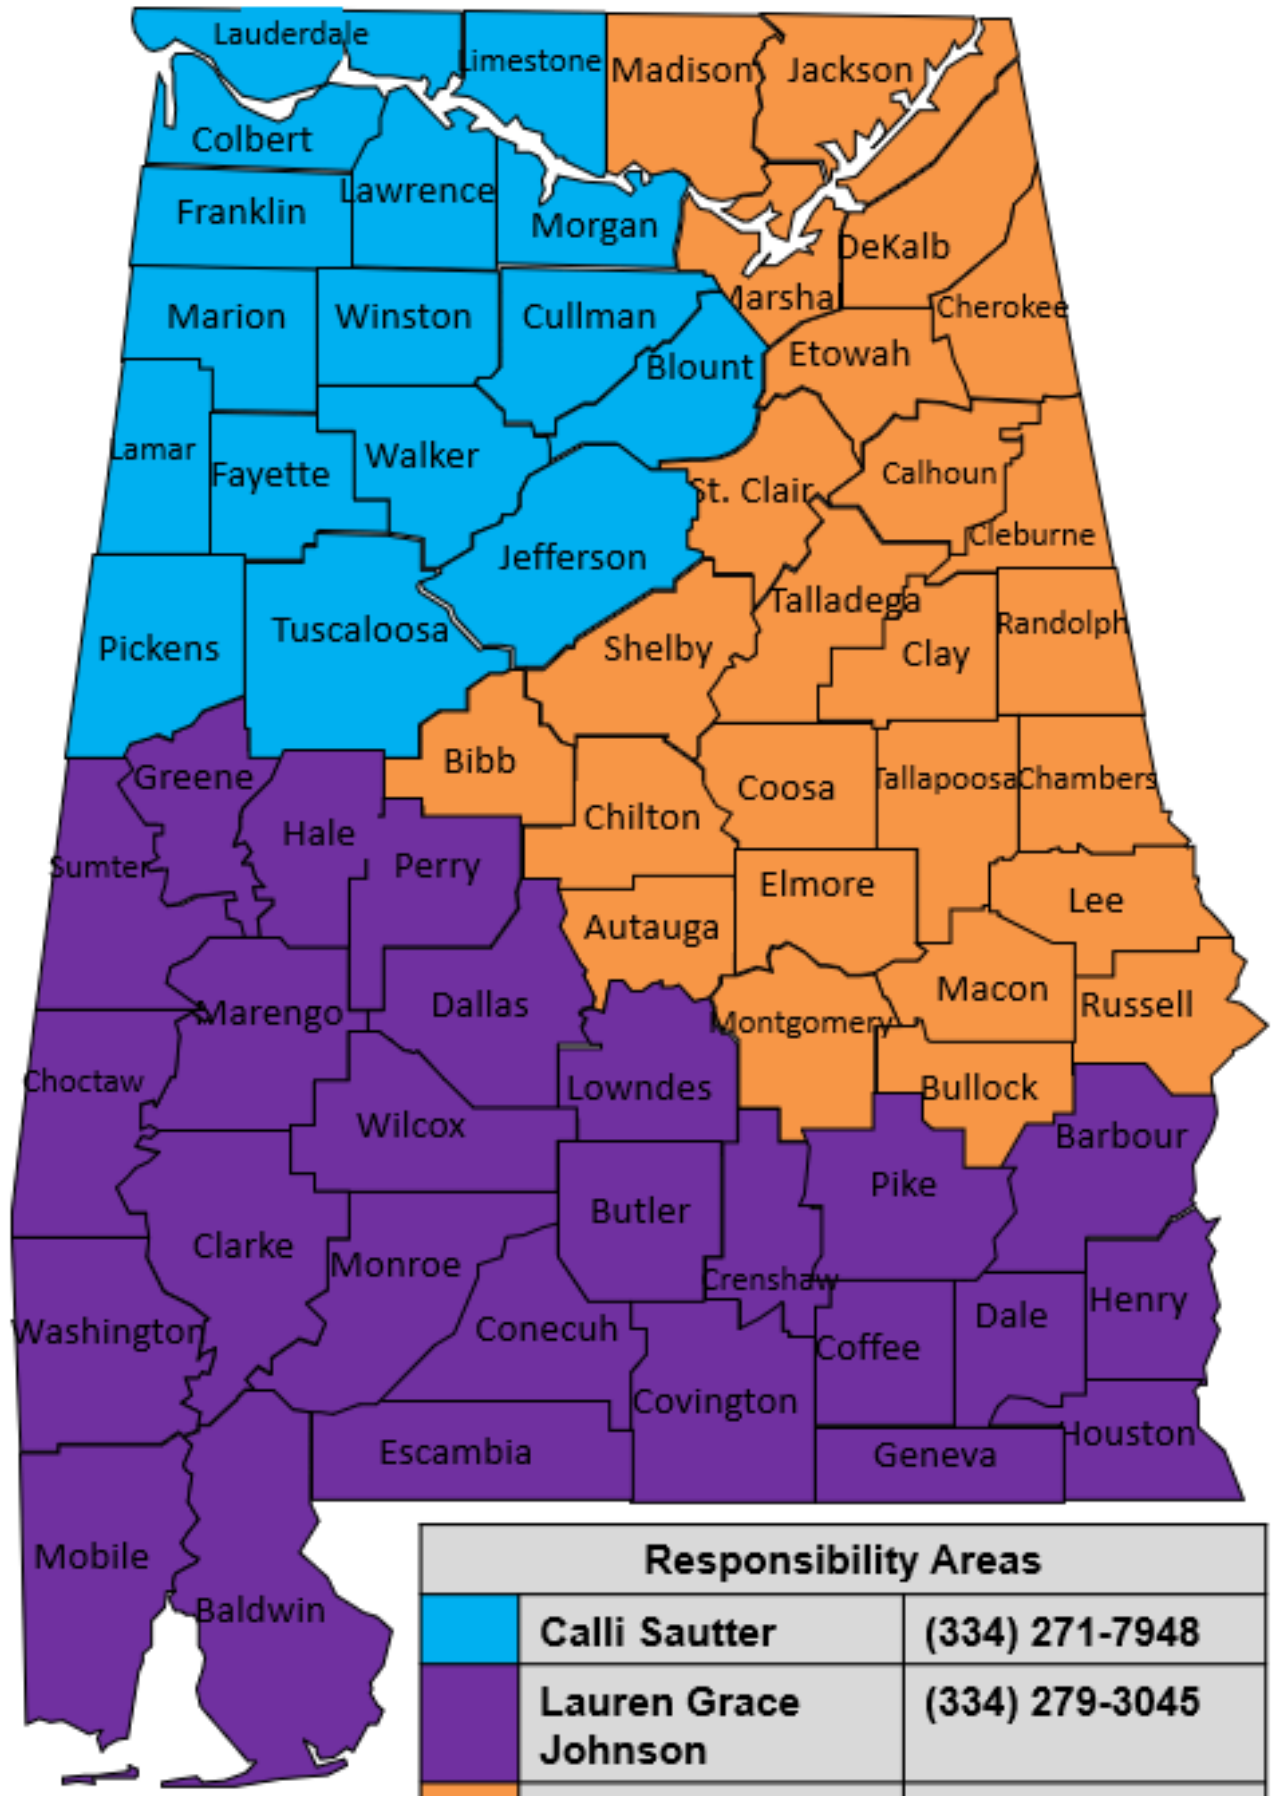 Lauderdale
Limestone
Madison
Jackson
Colbert
Lawrence
Franklin
Morgan
DeKalb
Marsha
Cherokee
Marion
Winston
Cullman
Etowah
Blount
Lamar
Walker
Fayette
Calhoun
St. Clair
Cleburne
Jefferson
Talladega
Randolph
Tuscaloosa
Pickens
Shelby
Clay
Bibb
Greene
Coosa
Tallapoosa
Chambers
Chilton
Hale
Sumter
Perry
Elmore
Lee
Autauga
Macon
Dallas
Russell
Marengo
Montgomery
Choctaw
Lowndes
Bullock
Wilcox
Barbour
Pike
Butler
Clarke
Monroe
Crenshaw
Henry
Dale
Washington
Conecuh
Coffee
Covington
Houston
Escambia
Geneva
Mobile
Baldwin
Responsibility Areas
Calli Sautter (334) 271-7948
Lauren Grace (334) 279-3045
Johnson